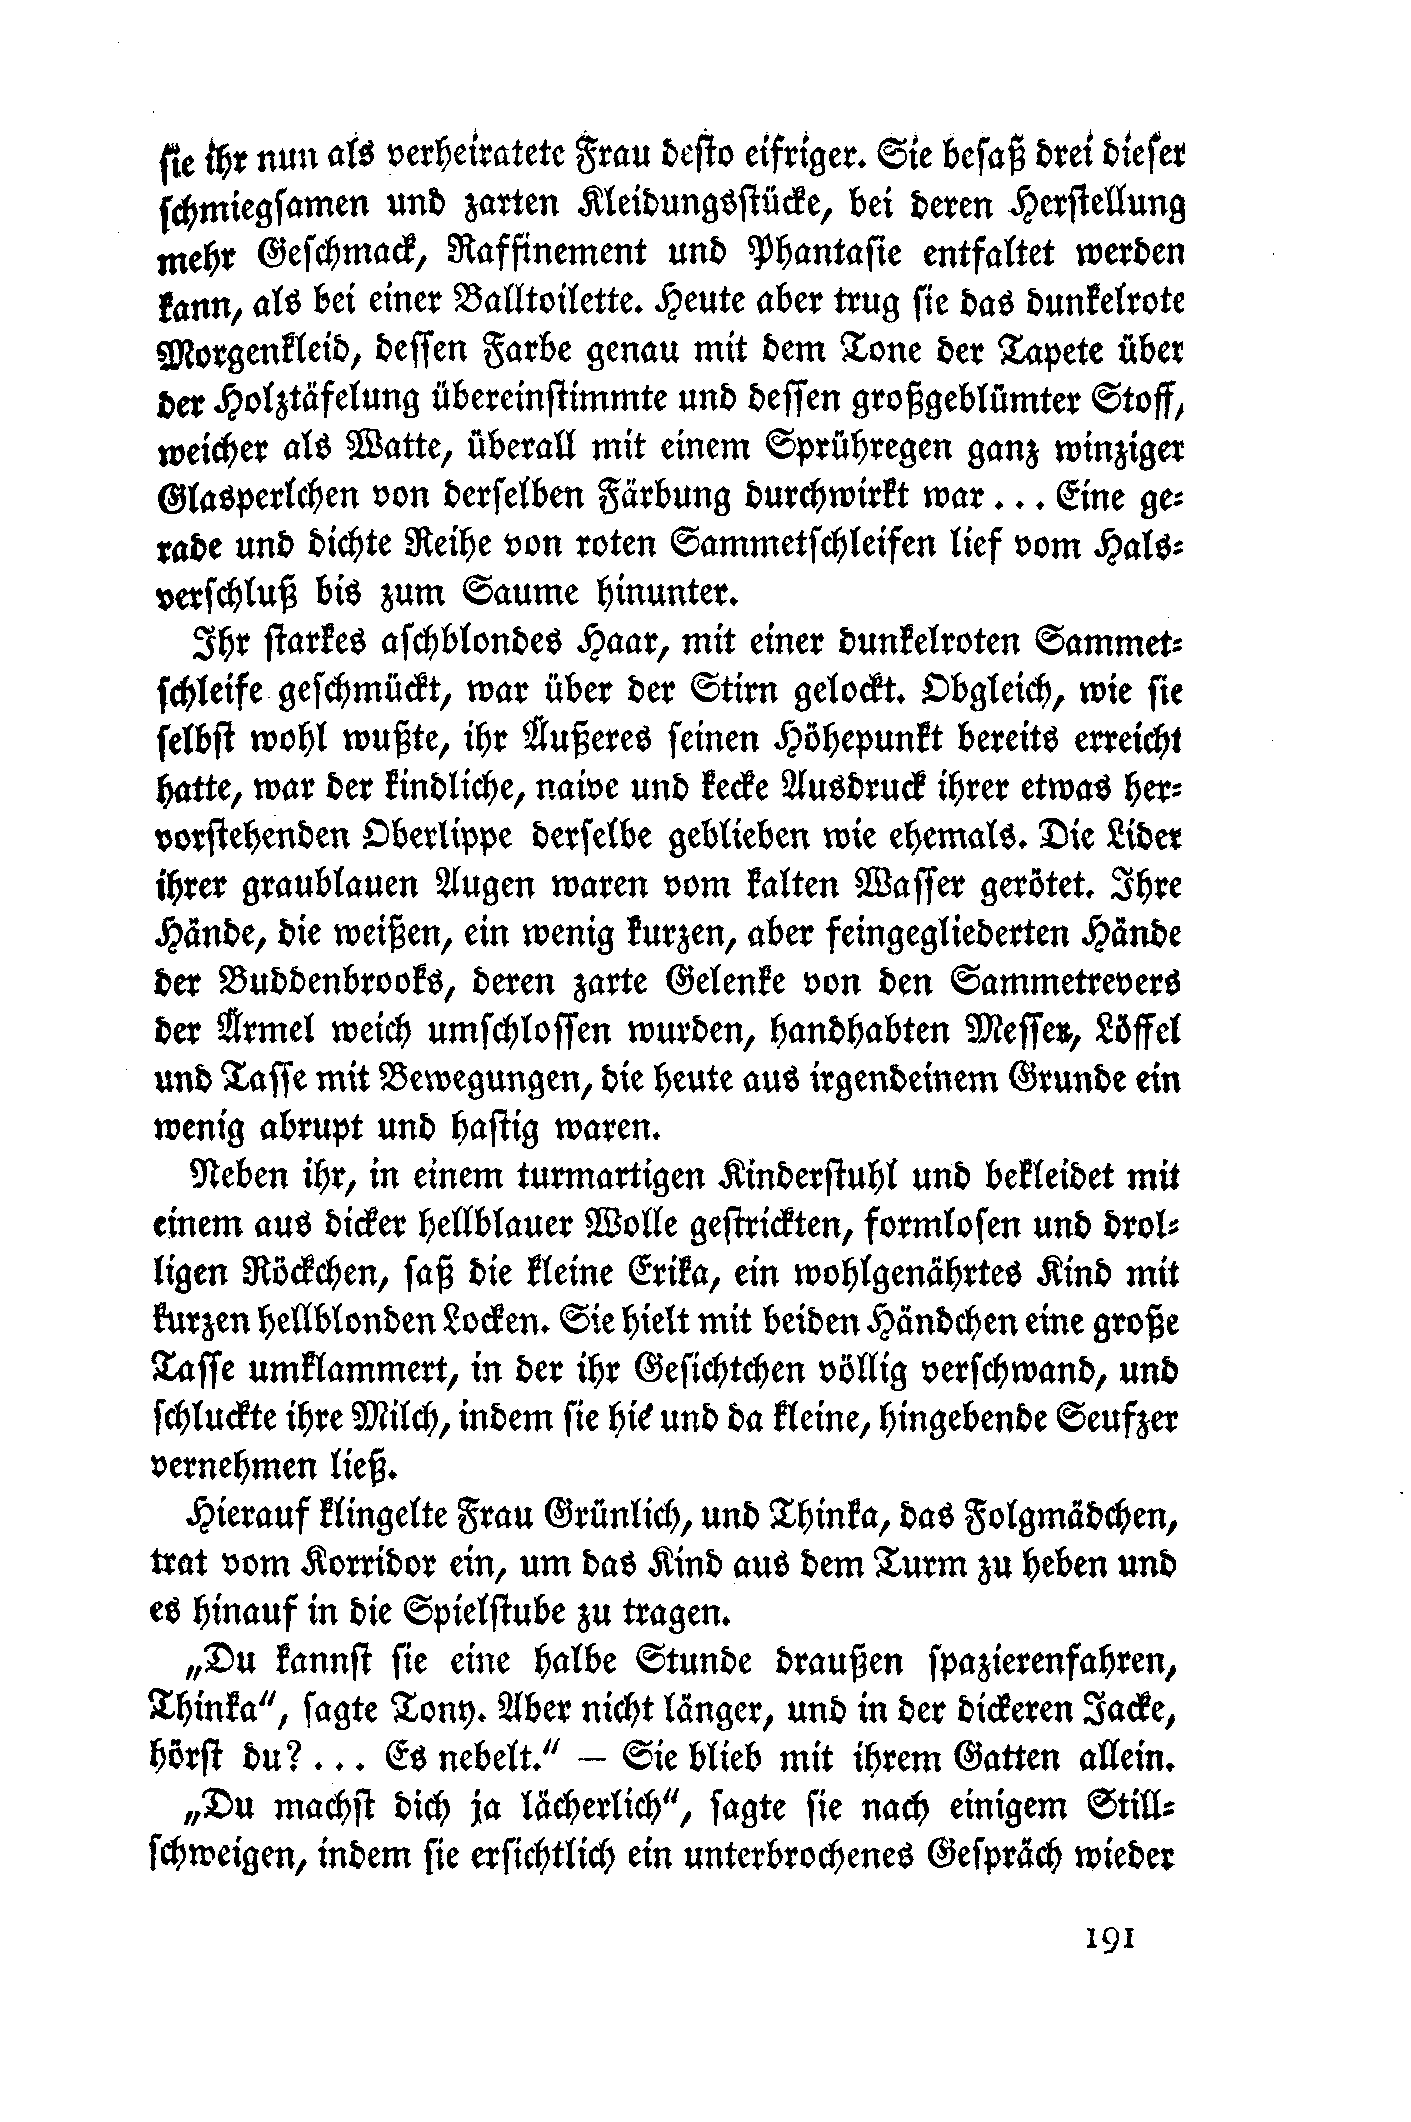 sie ihr nun als verheiratete Frau desto eifriger. Sie besaß drei dieser
schmiegsamen und zarten Kleidungsstücke, bei deren Herstellung
mehr Geschmack, Raffinement und Phantasie entfaltet werden
kann, als bei einer Balltoilette. Heute aber trug sie das dunkelrote
Morgenkleid, dessen Farbe genau mit dem Tone der Tapete über
der Holztäfelung übereinstimmte und dessen großgeblümter Stoff,
weicher als Watte, überall mit einem Sprühregen ganz winziger
Glasperlchen von derselben Färbung durchwirkt war ... Eine ge-
rade und dichte Reihe von roten Sammetschleifen lief vom Hals-
verschluß bis zum Saume hinunter.
Ihr starkes aschblondes Haar, mit einer dunkelroten Sammet-
schleife geschmückt, war über der Stirn gelockt. Obgleich, wie sie
selbst wohl wußte, ihr Äußeres seinen Höhepunkt bereits erreicht
hatte, war der kindliche, naive und kecke Ausdruck ihrer etwas her-
vorstehenden Oberlippe derselbe geblieben wie ehemals. Die Lider
ihrer graublauen Augen waren vom kalten Wasser gerötet. Ihre
Hände, die weißen, ein wenig kurzen, aber feingegliederten Hände
der Buddenbrooks, deren zarte Gelenke von den Sammetrevers
der Ärmel weich umschlossen wurden, handhabten Messer, Löffel
und Tasse mit Bewegungen, die heute aus irgendeinem Grunde ein
wenig abrupt und hastig waren.
Neben ihr, in einem turmartigen Kinderstuhl und bekleidet mit
einem aus dicker hellblauer Wolle gestrickten, formlosen und drol-
ligen Röckchen, saß die kleine Erika, ein wohlgenährtes Kind mit
kurzen hellblonden Locken. Sie hielt mit beiden Händchen eine große
Tasse umklammert, in der ihr Gesichtchen völlig verschwand, und
schluckte ihre Milch, indem sie hie und da kleine, hingebende Seufzer
vernehmen ließ.
Hierauf klingelte Frau Grünlich, und Thinka, das Folgmädchen,
trat vom Korridor ein, um das Kind aus dem Turm zu heben und
es hinauf in die Spielstube zu tragen.
„Du kannst sie eine halbe Stunde draußen spazierenfahren,
Thinka“, sagte Tony. Aber nicht länger, und in der dickeren Jacke,
hörst du? ... Es nebelt.“ — Sie blieb mit ihrem Gatten allein.
„Du machst dich ja lächerlich“, sagte sie nach einigem Still-
schweigen, indem sie ersichtlich ein unterbrochenes Gespräch wieder
191